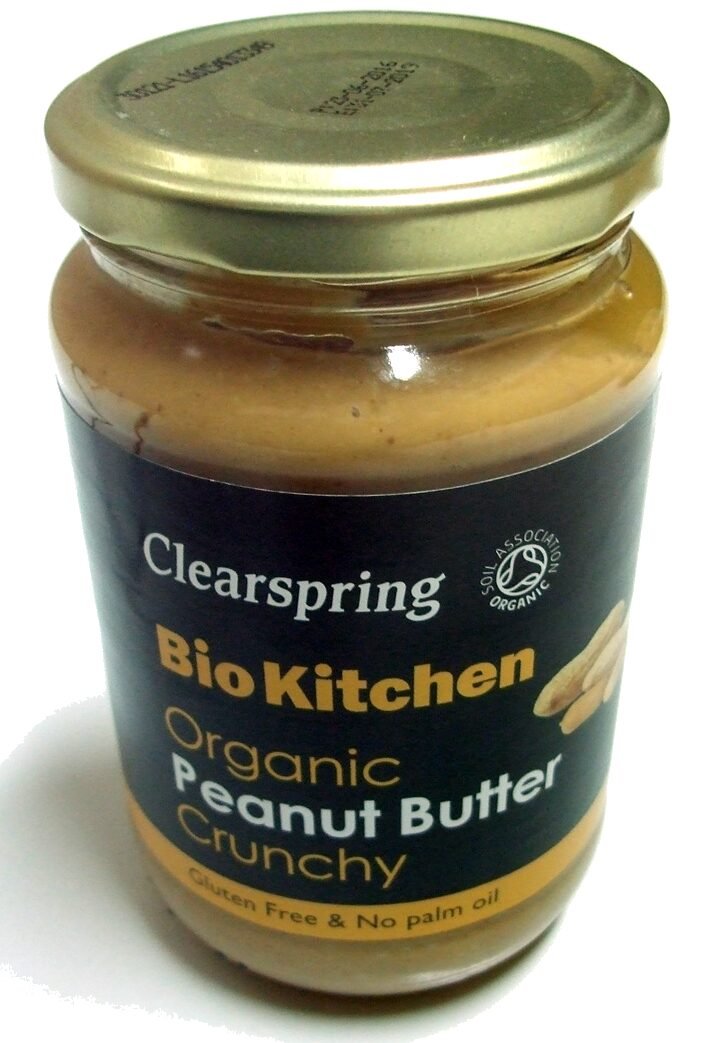 Clearspring
SOIL ASSOCIATION
ORGANIC
Bio Kitchen
Organic
Peanut Butter
Crunchy
Gluten Free & No palm oil